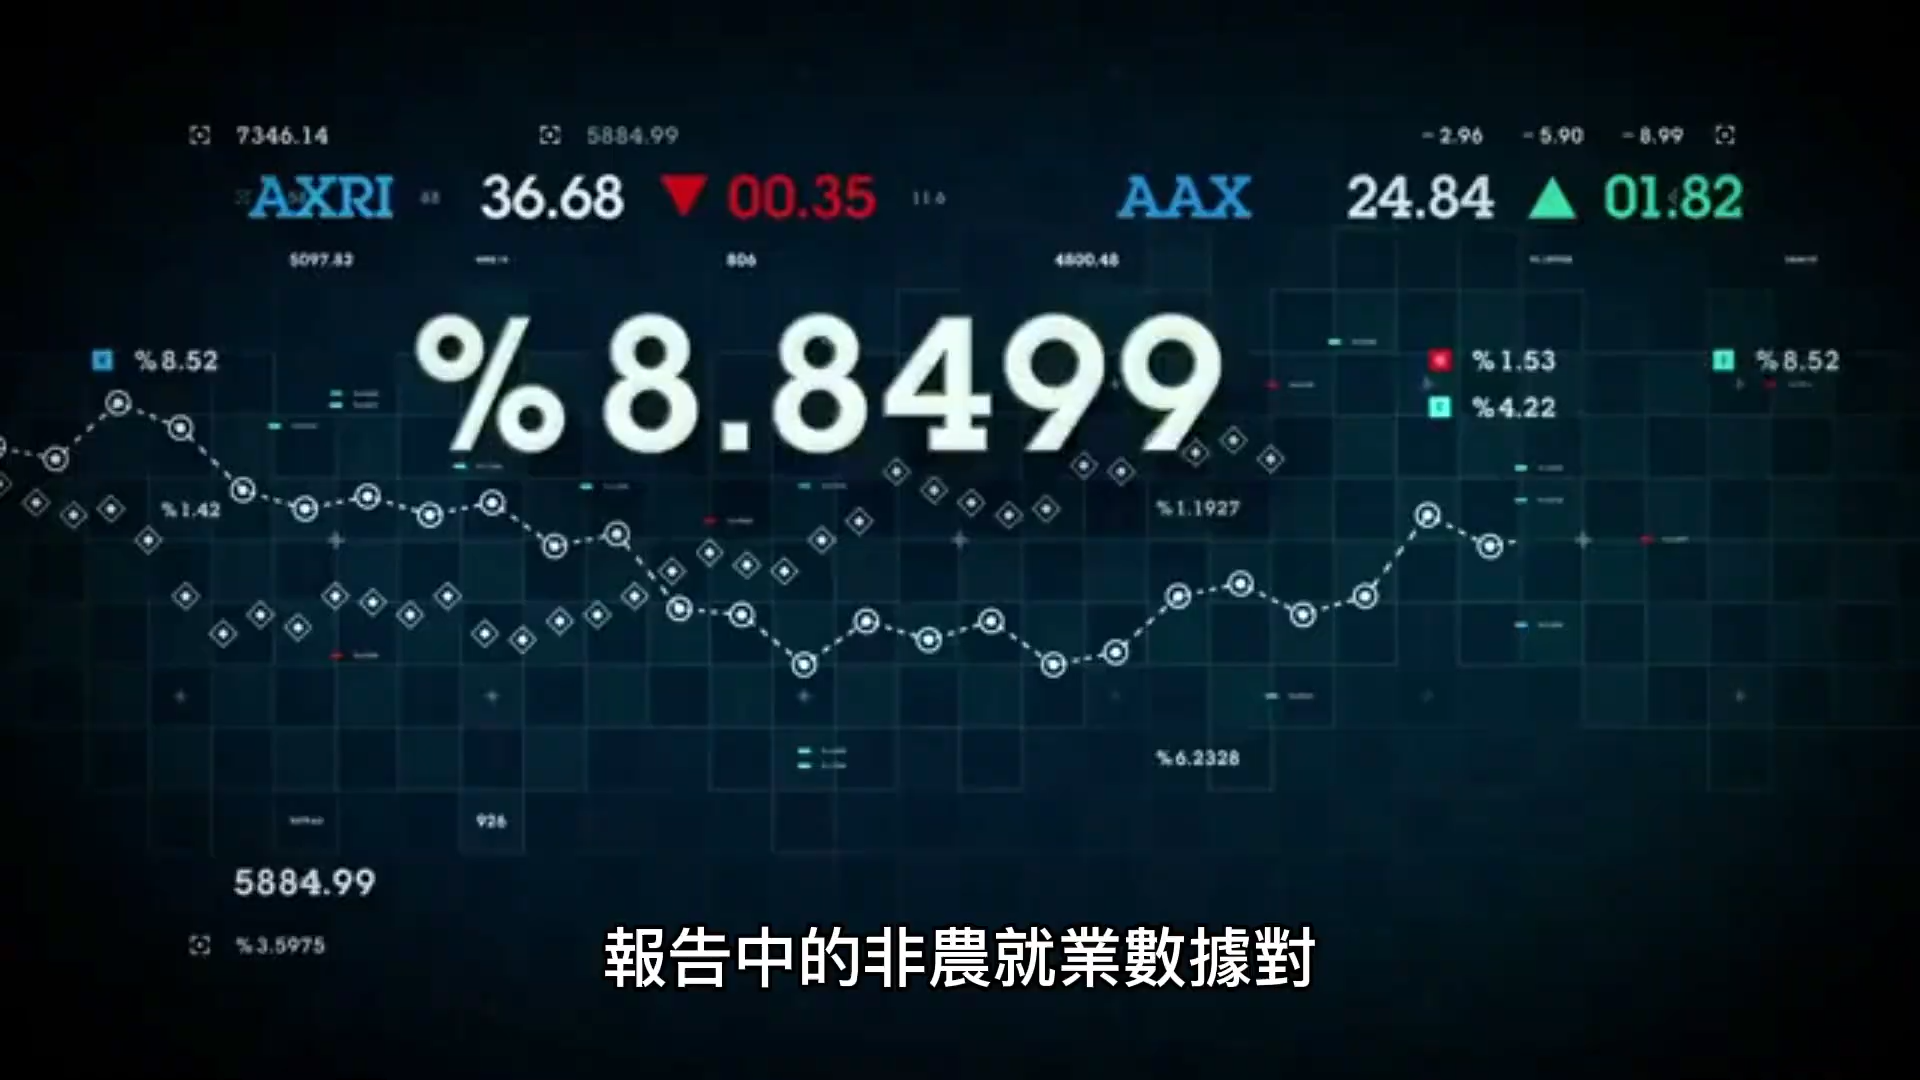 7346.14 5884.99 -2.96 -5.90 -8.99
AXRI 36.68 00.35 11 6 AAX 24.84 01.82
5097.83 806 4800.48
%8.52 %8.8499 %1.53 %8.52
%4.22
%1.42 %1.1927
%6.2328
926
5884.99
%3.5975
報告中的非農就業數據對